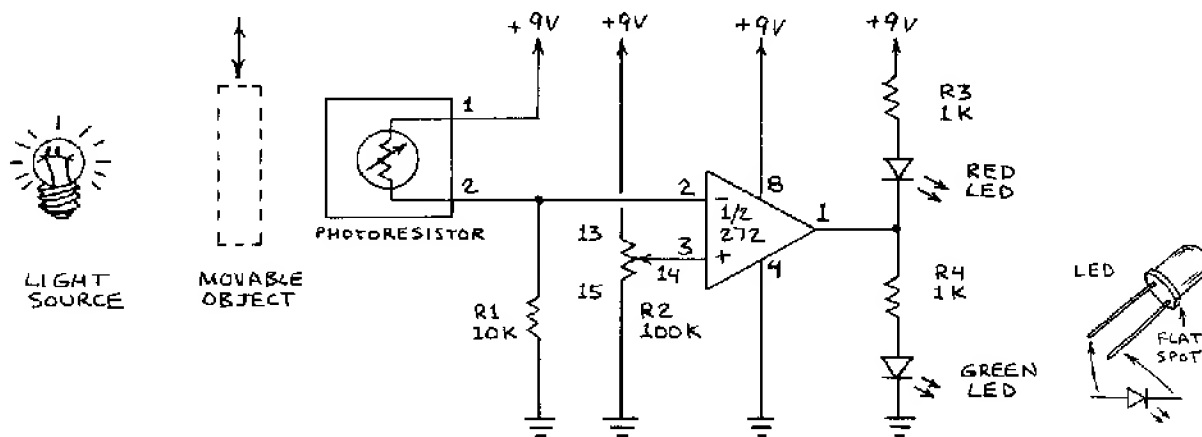 +9V
+9V
+9V
+9V
1
2
PHOTORESISTOR
LIGHT
SOURCE
MOVABLE
OBJECT
R1
10K
13
14
15
R2
100K
2
3
−
1/2
272
+
8
4
1
R3
1K
RED
LED
R4
1K
GREEN
LED
LED
FLAT
SPOT